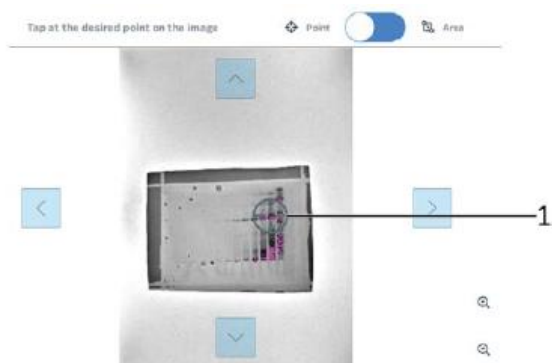 Tap at the desired point on the image
Point
Area
1